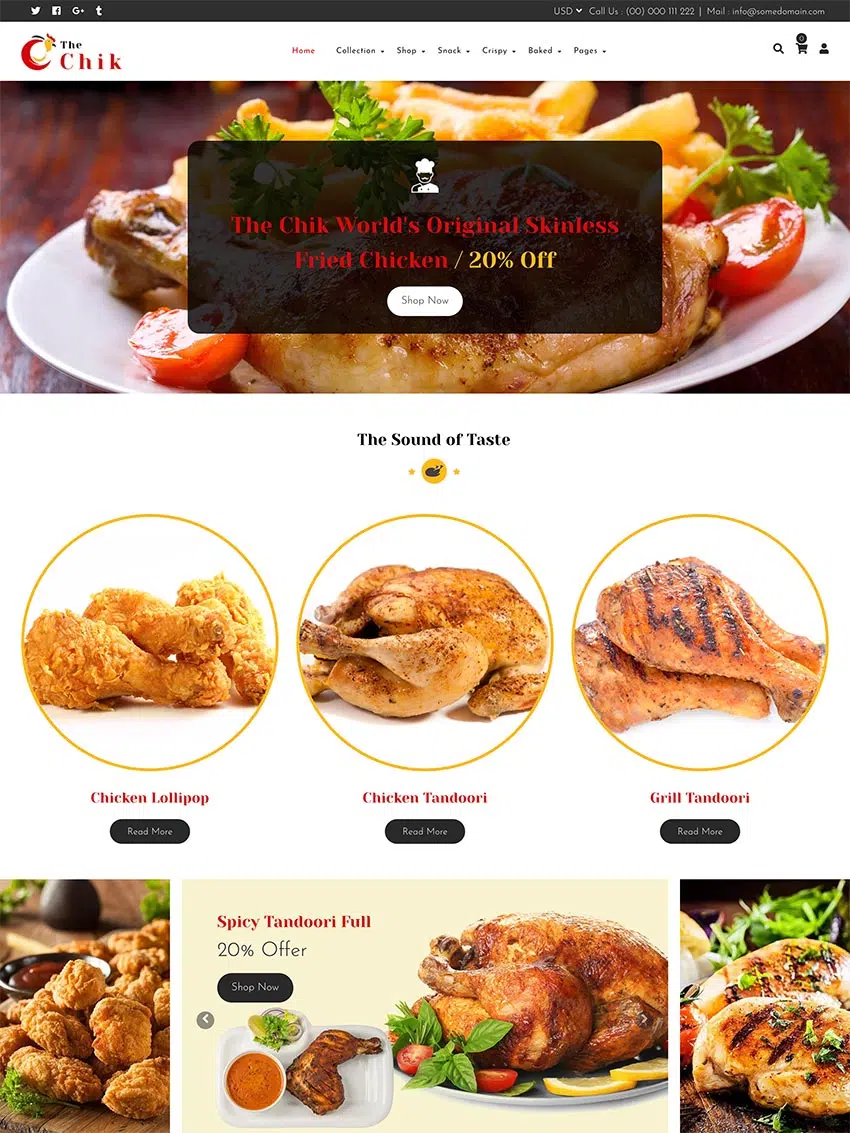 USD Call Us : (00) 000 111 222 | Mail : info@somedomain.com
The
Chik
Home Collection Shop Snack Crispy Baked Pages
0
The Chik World's Original Skinless
Fried Chicken / 20% Off
Shop Now
The Sound of Taste
Chicken Lollipop Chicken Tandoori Grill Tandoori
Read More Read More Read More
Spicy Tandoori Full
20% Offer
Shop Now